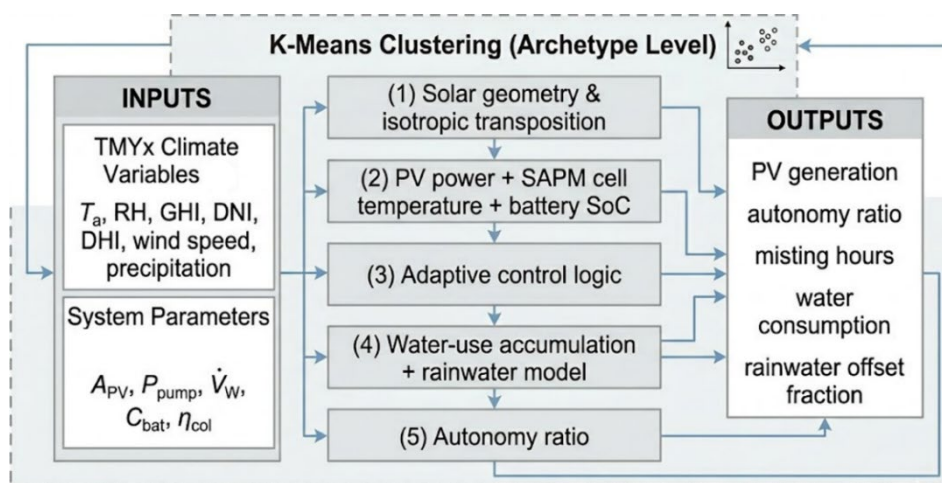 K-Means Clustering (Archetype Level)
INPUTS
TMYx Climate
Variables
Tₐ, RH, GHI, DNI,
DHI, wind speed,
precipitation
System Parameters
A_PV, P_pump, V̇_W,
C_bat, η_col
(1) Solar geometry &
isotropic transposition
(2) PV power + SAPM cell
temperature + battery SoC
(3) Adaptive control logic
(4) Water-use accumulation
+ rainwater model
(5) Autonomy ratio
OUTPUTS
PV generation
autonomy ratio
misting hours
water
consumption
rainwater offset
fraction